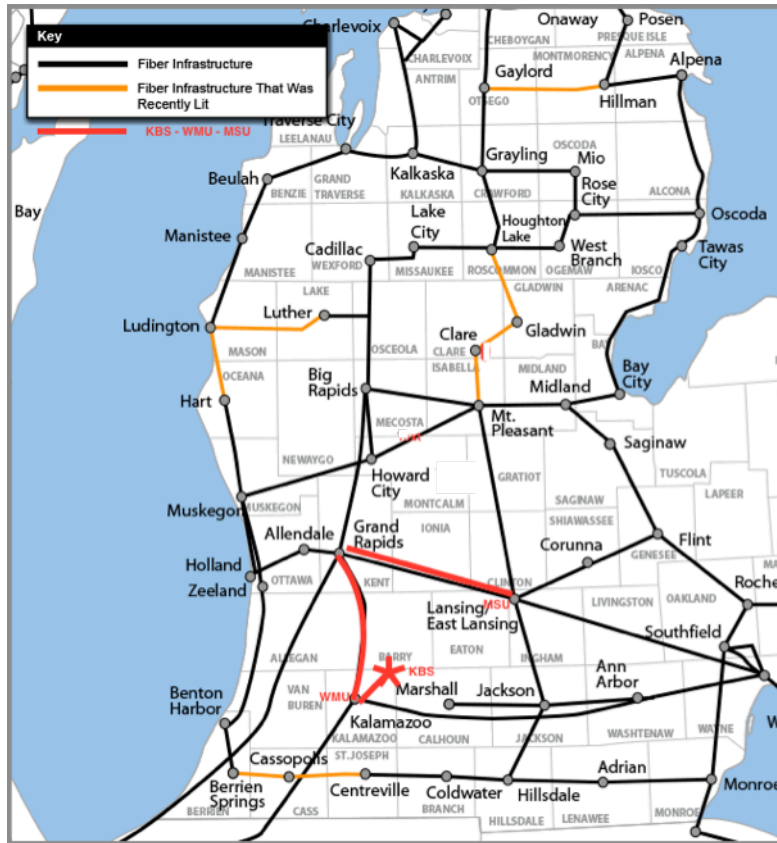 Charlevoix
Onaway
Posen
CHEBOYGAN
PRESQUE ISLE
Key
Fiber Infrastructure
Fiber Infrastructure That Was
Recently Lit
KBS - WMU - MSU
CHARLEVOIX
MONTMORENCY
ALPENA
Alpena
ANTRIM
Gaylord
OTSEGO
Hillman
Traverse City
LEELANAU
OSCODA
Grayling
Mio
Beulah
GRAND
TRAVERSE
BENZIE
Kalkaska
KALKASKA
CRAWFORD
Rose
City
ALCONA
Bay
Lake
City
Houghton
Lake
Oscoda
Manistee
Cadillac
WEXFORD
West
Branch
Tawas
City
MANISTEE
MISSAUKEE
ROSCOMMON
OGEMAW
IOSCO
LAKE
GLADWIN
ARENAC
Luther
Ludington
Gladwin
Clare
MASON
OSCEOLA
CLARE
ISABELLA
MIDLAND
BA
OCEANA
Big
Rapids
Midland
Bay
City
Hart
MECOSTA
Mt.
Pleasant
Saginaw
NEWAYGO
Howard
City
GRATIOT
TUSCOLA
Muskegon
MUSKEGON
MONTCALM
SAGINAW
LAPEER
Allendale
Grand
Rapids
IONIA
SHIAWASSEE
Corunna
Flint
GENESEE
Holland
Zeeland
OTTAWA
KENT
CLINTON
MSU
MA
Roche
Lansing/
East Lansing
LIVINGSTON
OAKLAND
Southfield
ALLEGAN
BARRY
KBS
EATON
INGHAM
Ann
Arbor
VAN
BUREN
WMU
Marshall
Jackson
Benton
Harbor
Kalamazoo
KALAMAZOO
CALHOUN
JACKSON
WASHTENAW
WAYNE
W
Cassopolis
ST.JOSEPH
Berrien
Springs
Centreville
Coldwater
Hillsdale
Adrian
Monroe
BERRIEN
CASS
BRANCH
HILLSDALE
LENAWEE
MONROE